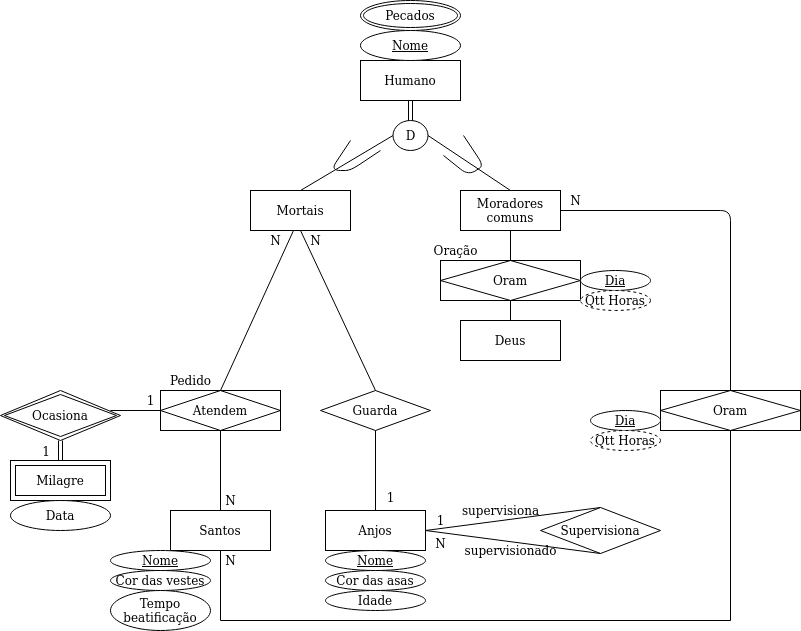 Pecados
Nome
Humano
D
Mortais
Moradores
comuns
N
N
N
Oração
Oram
Dia
Qtt Horas
Deus
Pedido
Ocasiona
1
Atendem
Guarda
Oram
Dia
Qtt Horas
1
Milagre
Data
N
Santos
N
Nome
Cor das vestes
Tempo
beatificação
1
Anjos
1
N
supervisiona
supervisionado
Supervisiona
Nome
Cor das asas
Idade